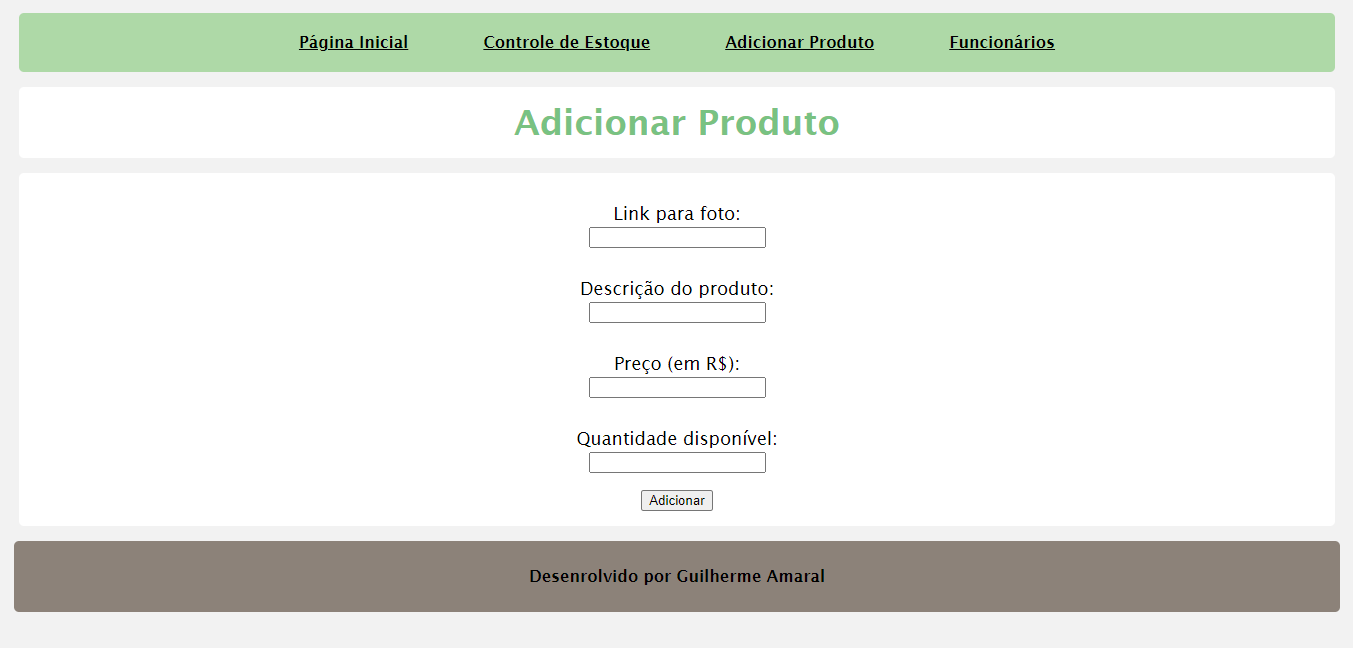 Página Inicial Controle de Estoque Adicionar Produto Funcionários
Adicionar Produto
Link para foto:
Descrição do produto:
Preço (em R$):
Quantidade disponível:
Adicionar
Desenrolvido por Guilherme Amaral